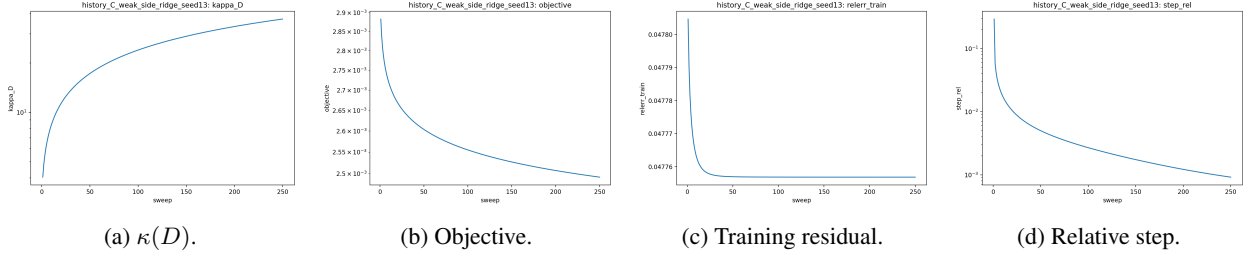 history_C_weak_side_ridge_seed13: kappa_D
kappa_D
10¹
0 50 100 150 200 250
sweep
(a) κ(D).
history_C_weak_side_ridge_seed13: objective
objective
2.9 × 10⁻³
2.85 × 10⁻³
2.8 × 10⁻³
2.75 × 10⁻³
2.7 × 10⁻³
2.65 × 10⁻³
2.6 × 10⁻³
2.55 × 10⁻³
2.5 × 10⁻³
0 50 100 150 200 250
sweep
(b) Objective.
history_C_weak_side_ridge_seed13: relerr_train
relerr_train
0.04780
0.04779
0.04778
0.04777
0.04776
0 50 100 150 200 250
sweep
(c) Training residual.
history_C_weak_side_ridge_seed13: step_rel
step_rel
10⁻¹
10⁻²
10⁻³
0 50 100 150 200 250
sweep
(d) Relative step.